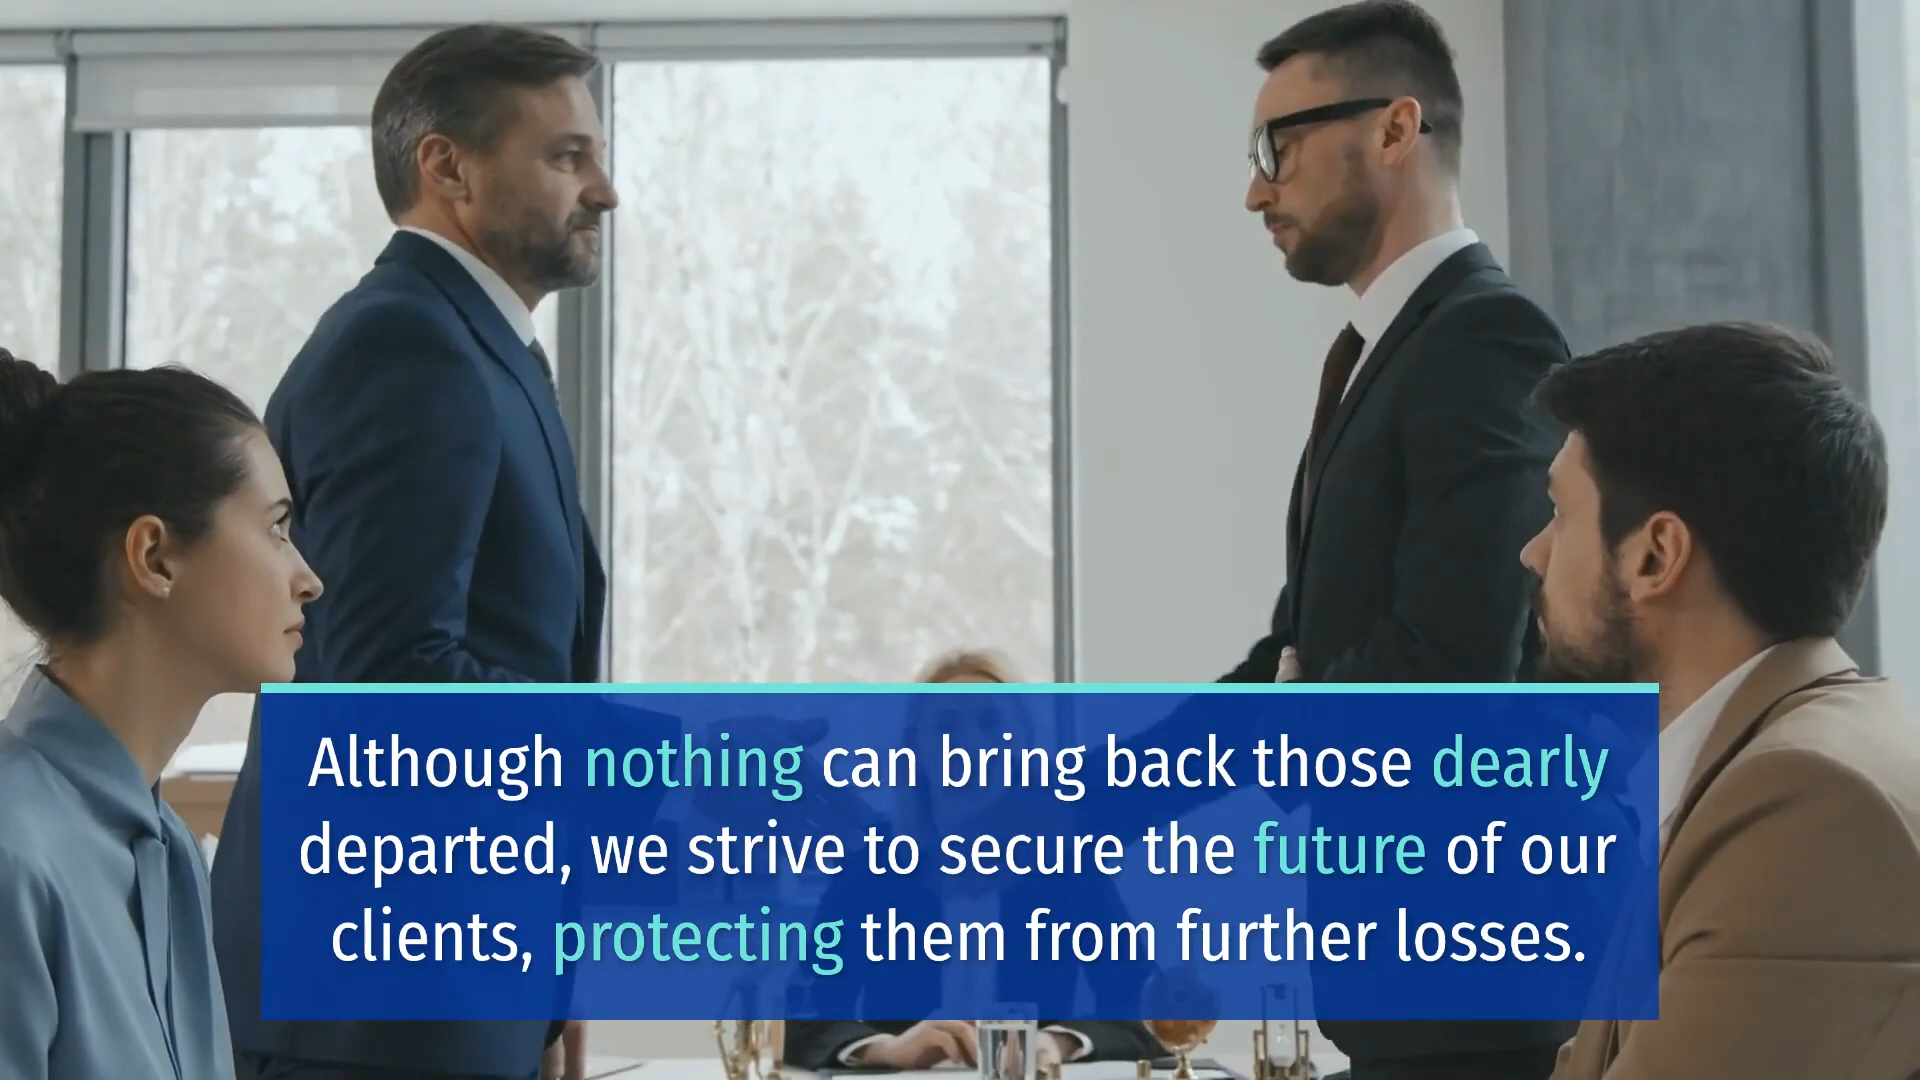 Although nothing can bring back those dearly
departed, we strive to secure the future of our
clients, protecting them from further losses.